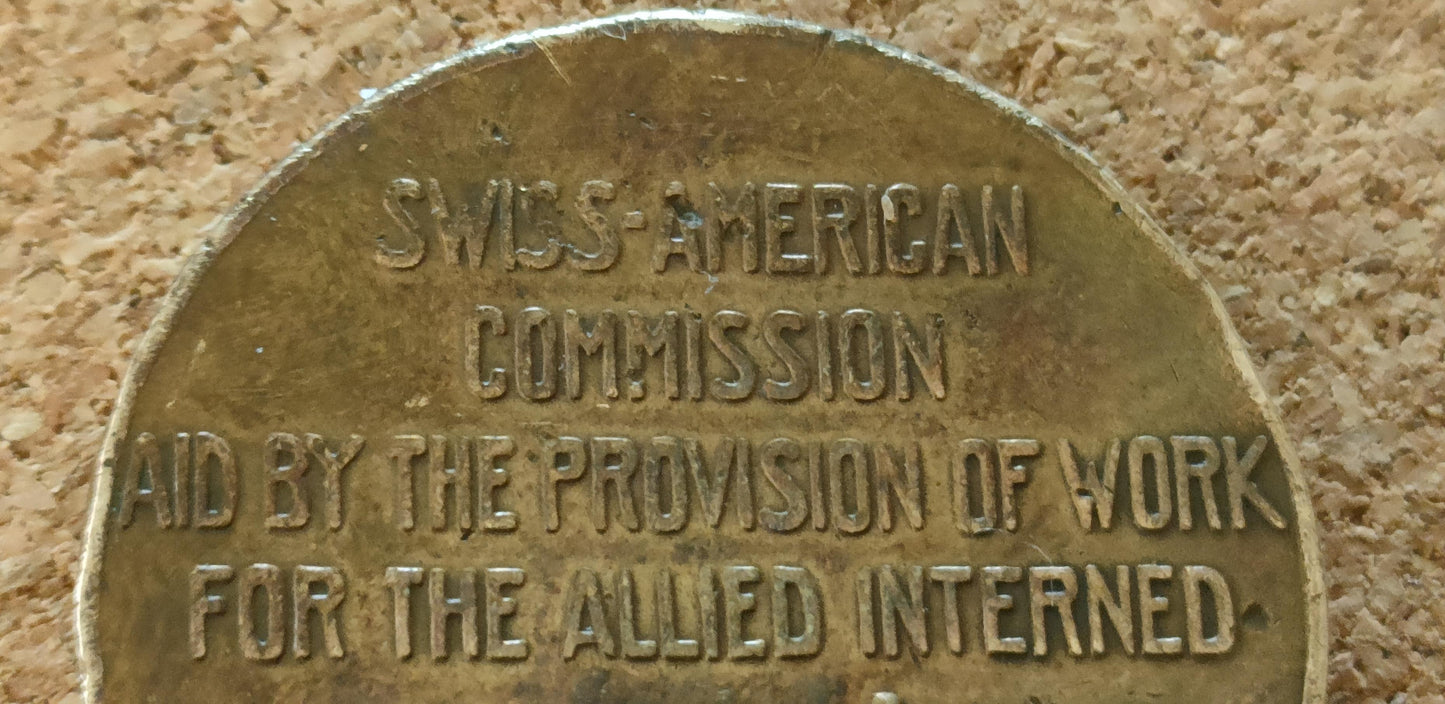 SWISS-AMERICAN
COMMISSION
AID BY THE PROVISION OF WORK
FOR THE ALLIED INTERNED